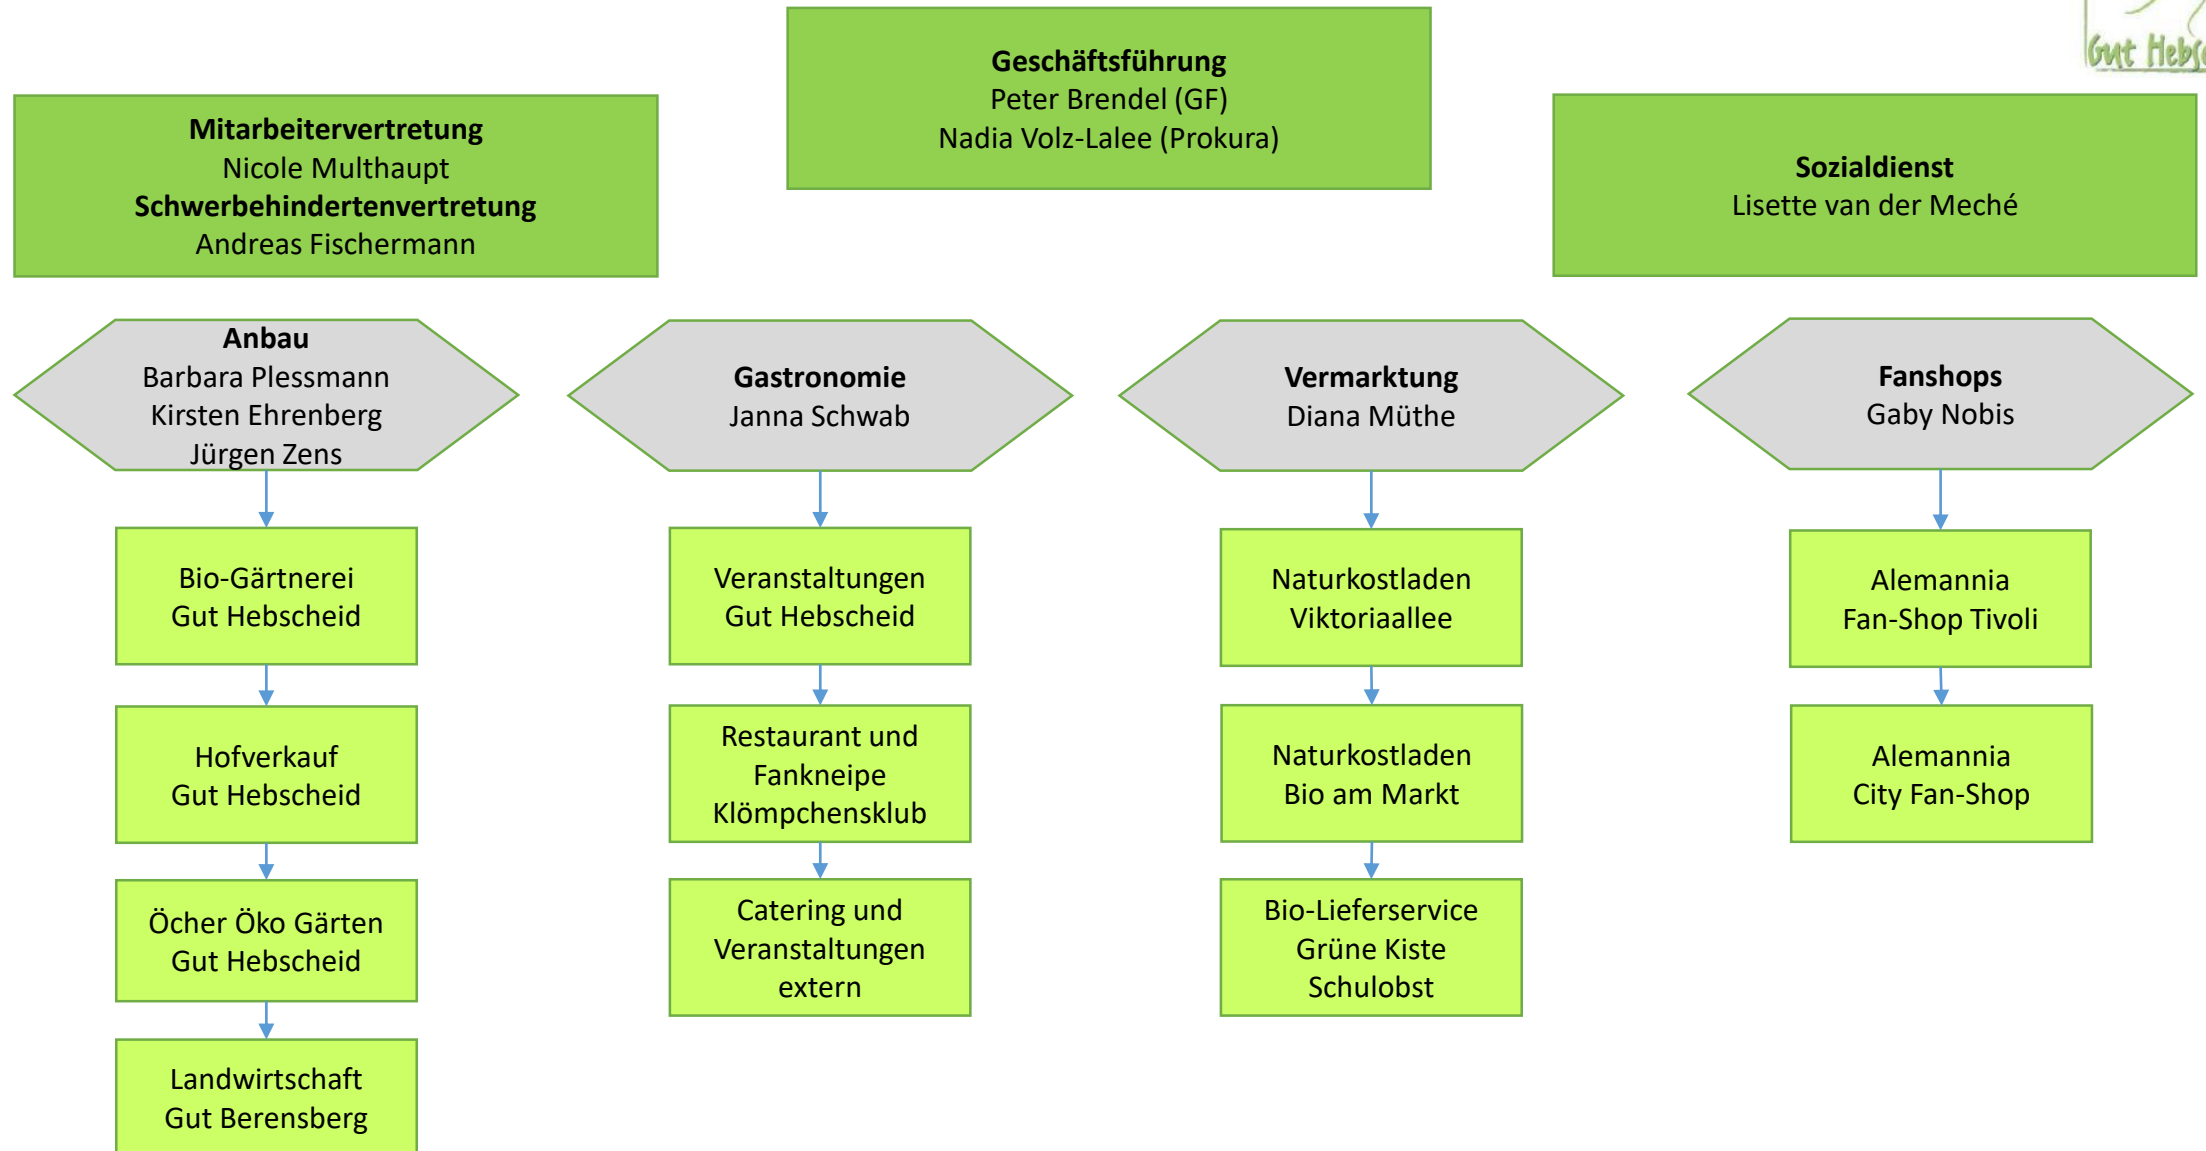 Geschäftsführung
Peter Brendel (GF)
Nadia Volz-Lalee (Prokura)
Gut
Mitarbeitervertretung
Nicole Multhaupt
Schwerbehindertenvertretung
Andreas Fischermann
Sozialdienst
Lisette van der Meché
Anbau
Barbara Plessmann
Kirsten Ehrenberg
Jürgen Zens
Gastronomie
Janna Schwab
Vermarktung
Diana Müthe
Fanshops
Gaby Nobis
Bio-Gärtnerei
Gut Hebscheid
Hofverkauf
Gut Hebscheid
Öcher Öko Gärten
Gut Hebscheid
Landwirtschaft
Gut Berensberg
Veranstaltungen
Gut Hebscheid
Restaurant und
Fankneipe
Klömpchensklub
Catering und
Veranstaltungen
extern
Naturkostladen
Viktoriaallee
Naturkostladen
Bio am Markt
Bio-Lieferservice
Grüne Kiste
Schulobst
Alemannia
Fan-Shop Tivoli
Alemannia
City Fan-Shop